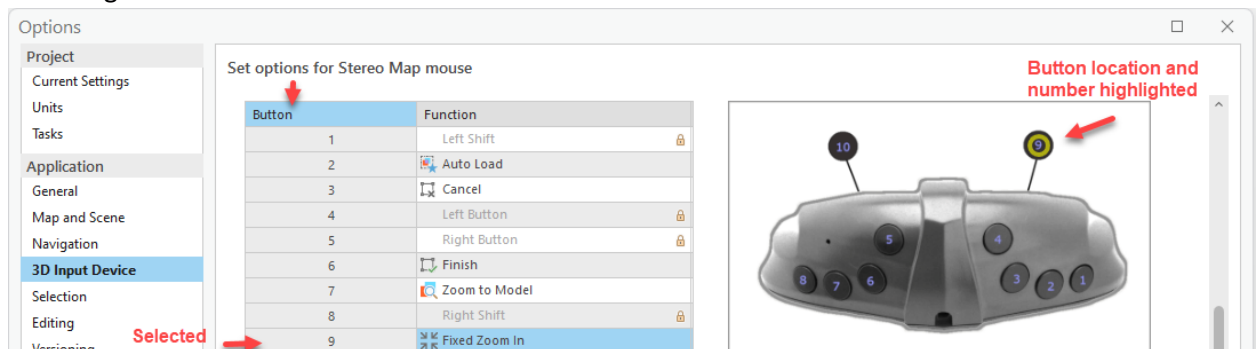 Options
Project
Current Settings
Units
Tasks
Application
General
Map and Scene
Navigation
3D Input Device
Selection
Editing
Set options for Stereo Map mouse
Button Function
1 Left Shift
2 Auto Load
3 Cancel
4 Left Button
5 Right Button
6 Finish
7 Zoom to Model
8 Right Shift
9 Fixed Zoom In
Selected
Button location and
number highlighted
10 9
5 4
8 7 6 3 2 1